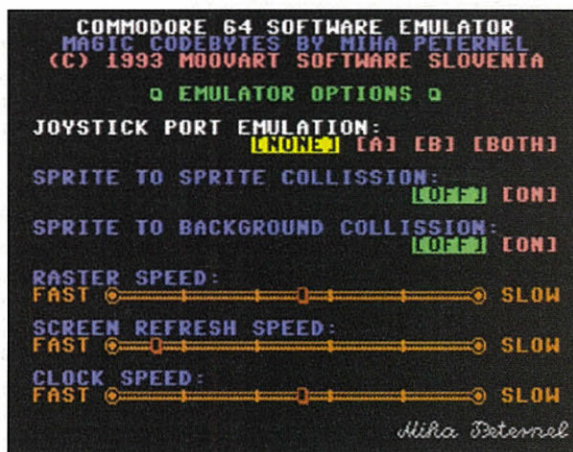 COMMODORE 64 SOFTWARE EMULATOR
MAGIC CODEBYTES BY MIHA PETERNEL
(C) 1993 MOOVART SOFTWARE SLOVENIA
EMULATOR OPTIONS
JOYSTICK PORT EMULATION:
[NONE] [A] [B] [BOTH]
SPRITE TO SPRITE COLLISSION:
[OFF] [ON]
SPRITE TO BACKGROUND COLLISSION:
[OFF] [ON]
RASTER SPEED:
FAST SLOW
SCREEN REFRESH SPEED:
FAST SLOW
CLOCK SPEED:
FAST SLOW
Miha Peternel